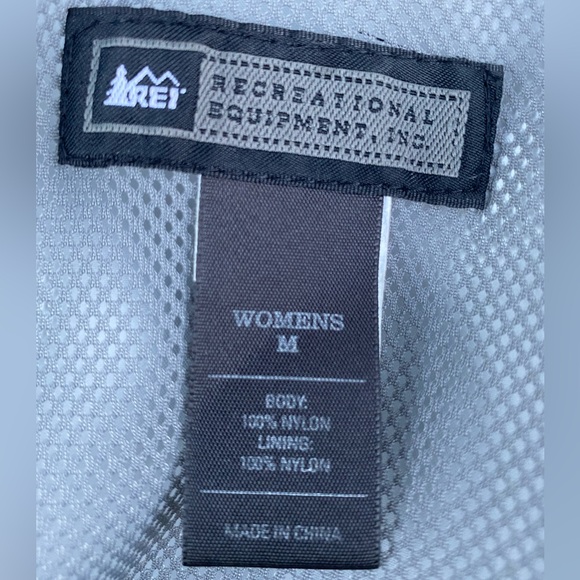 REI
RECREATIONAL
EQUIPMENT, INC.
WOMENS
M
BODY:
100% NYLON
LINING:
100% NYLON
MADE IN CHINA